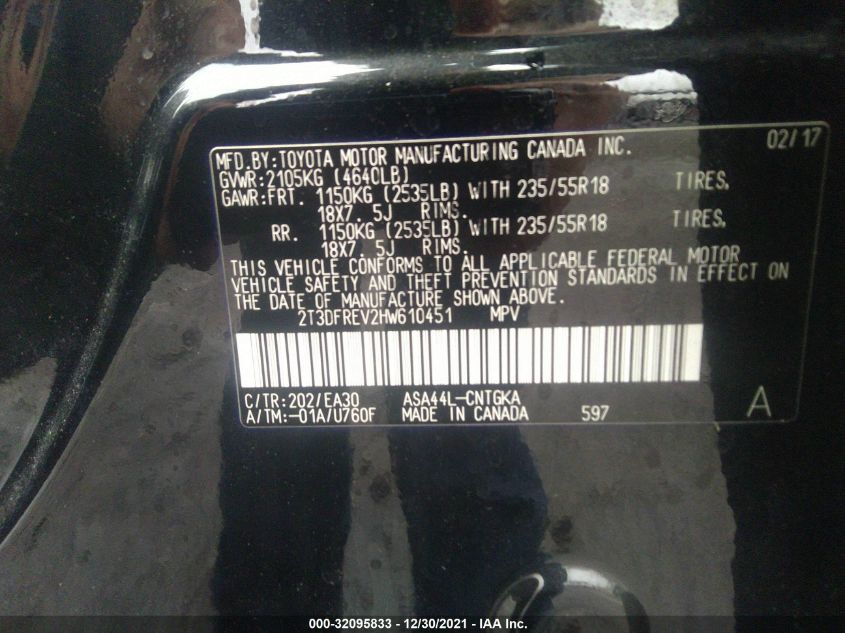 02/17
MFD.BY:TOYOTA MOTOR MANUFACTURING CANADA INC.
GVWR:2105KG (4640LB)
GAWR:FRT. 1150KG (2535LB) WITH 235/55R18 TIRES,
18X7. 5J RIMS.
RR. 1150KG (2535LB) WITH 235/55R18 TIRES,
18X7. 5J RIMS.
THIS VEHICLE CONFORMS TO ALL APPLICABLE FEDERAL MOTOR
VEHICLE SAFETY AND THEFT PREVENTION STANDARDS IN EFFECT ON
THE DATE OF MANUFACTURE SHOWN ABOVE.
2T3DFREV2HW610451 MPV
C/TR:202/EA30 ASA44L-CNTGKA
A/TM:-01A/U760F MADE IN CANADA 597 A
000-32095833 - 12/30/2021 - IAA Inc.